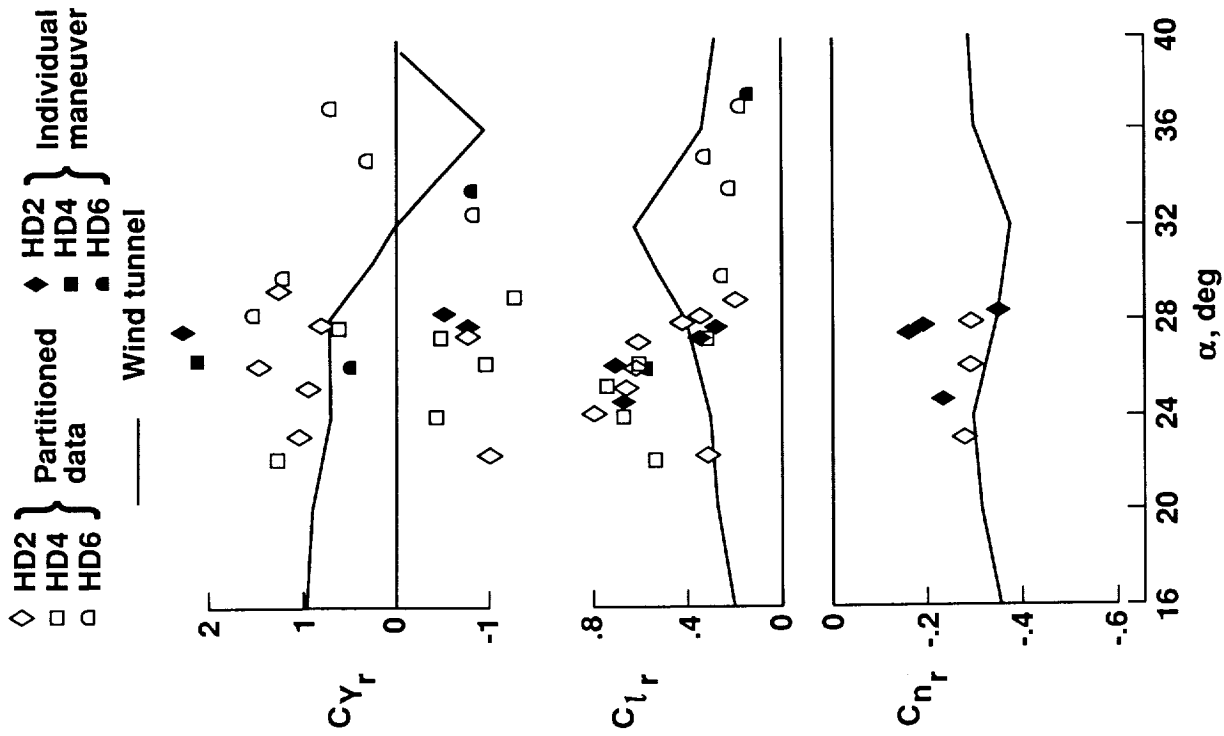 HD2
HD4
HD6
Partitioned
data
HD2
HD4
HD6
Individual
maneuver
Wind tunnel
2
1
0
-1
CYr
.8
.4
0
Clr
0
-.2
-.4
-.6
Cnr
16
20
24
28
32
36
40
α, deg